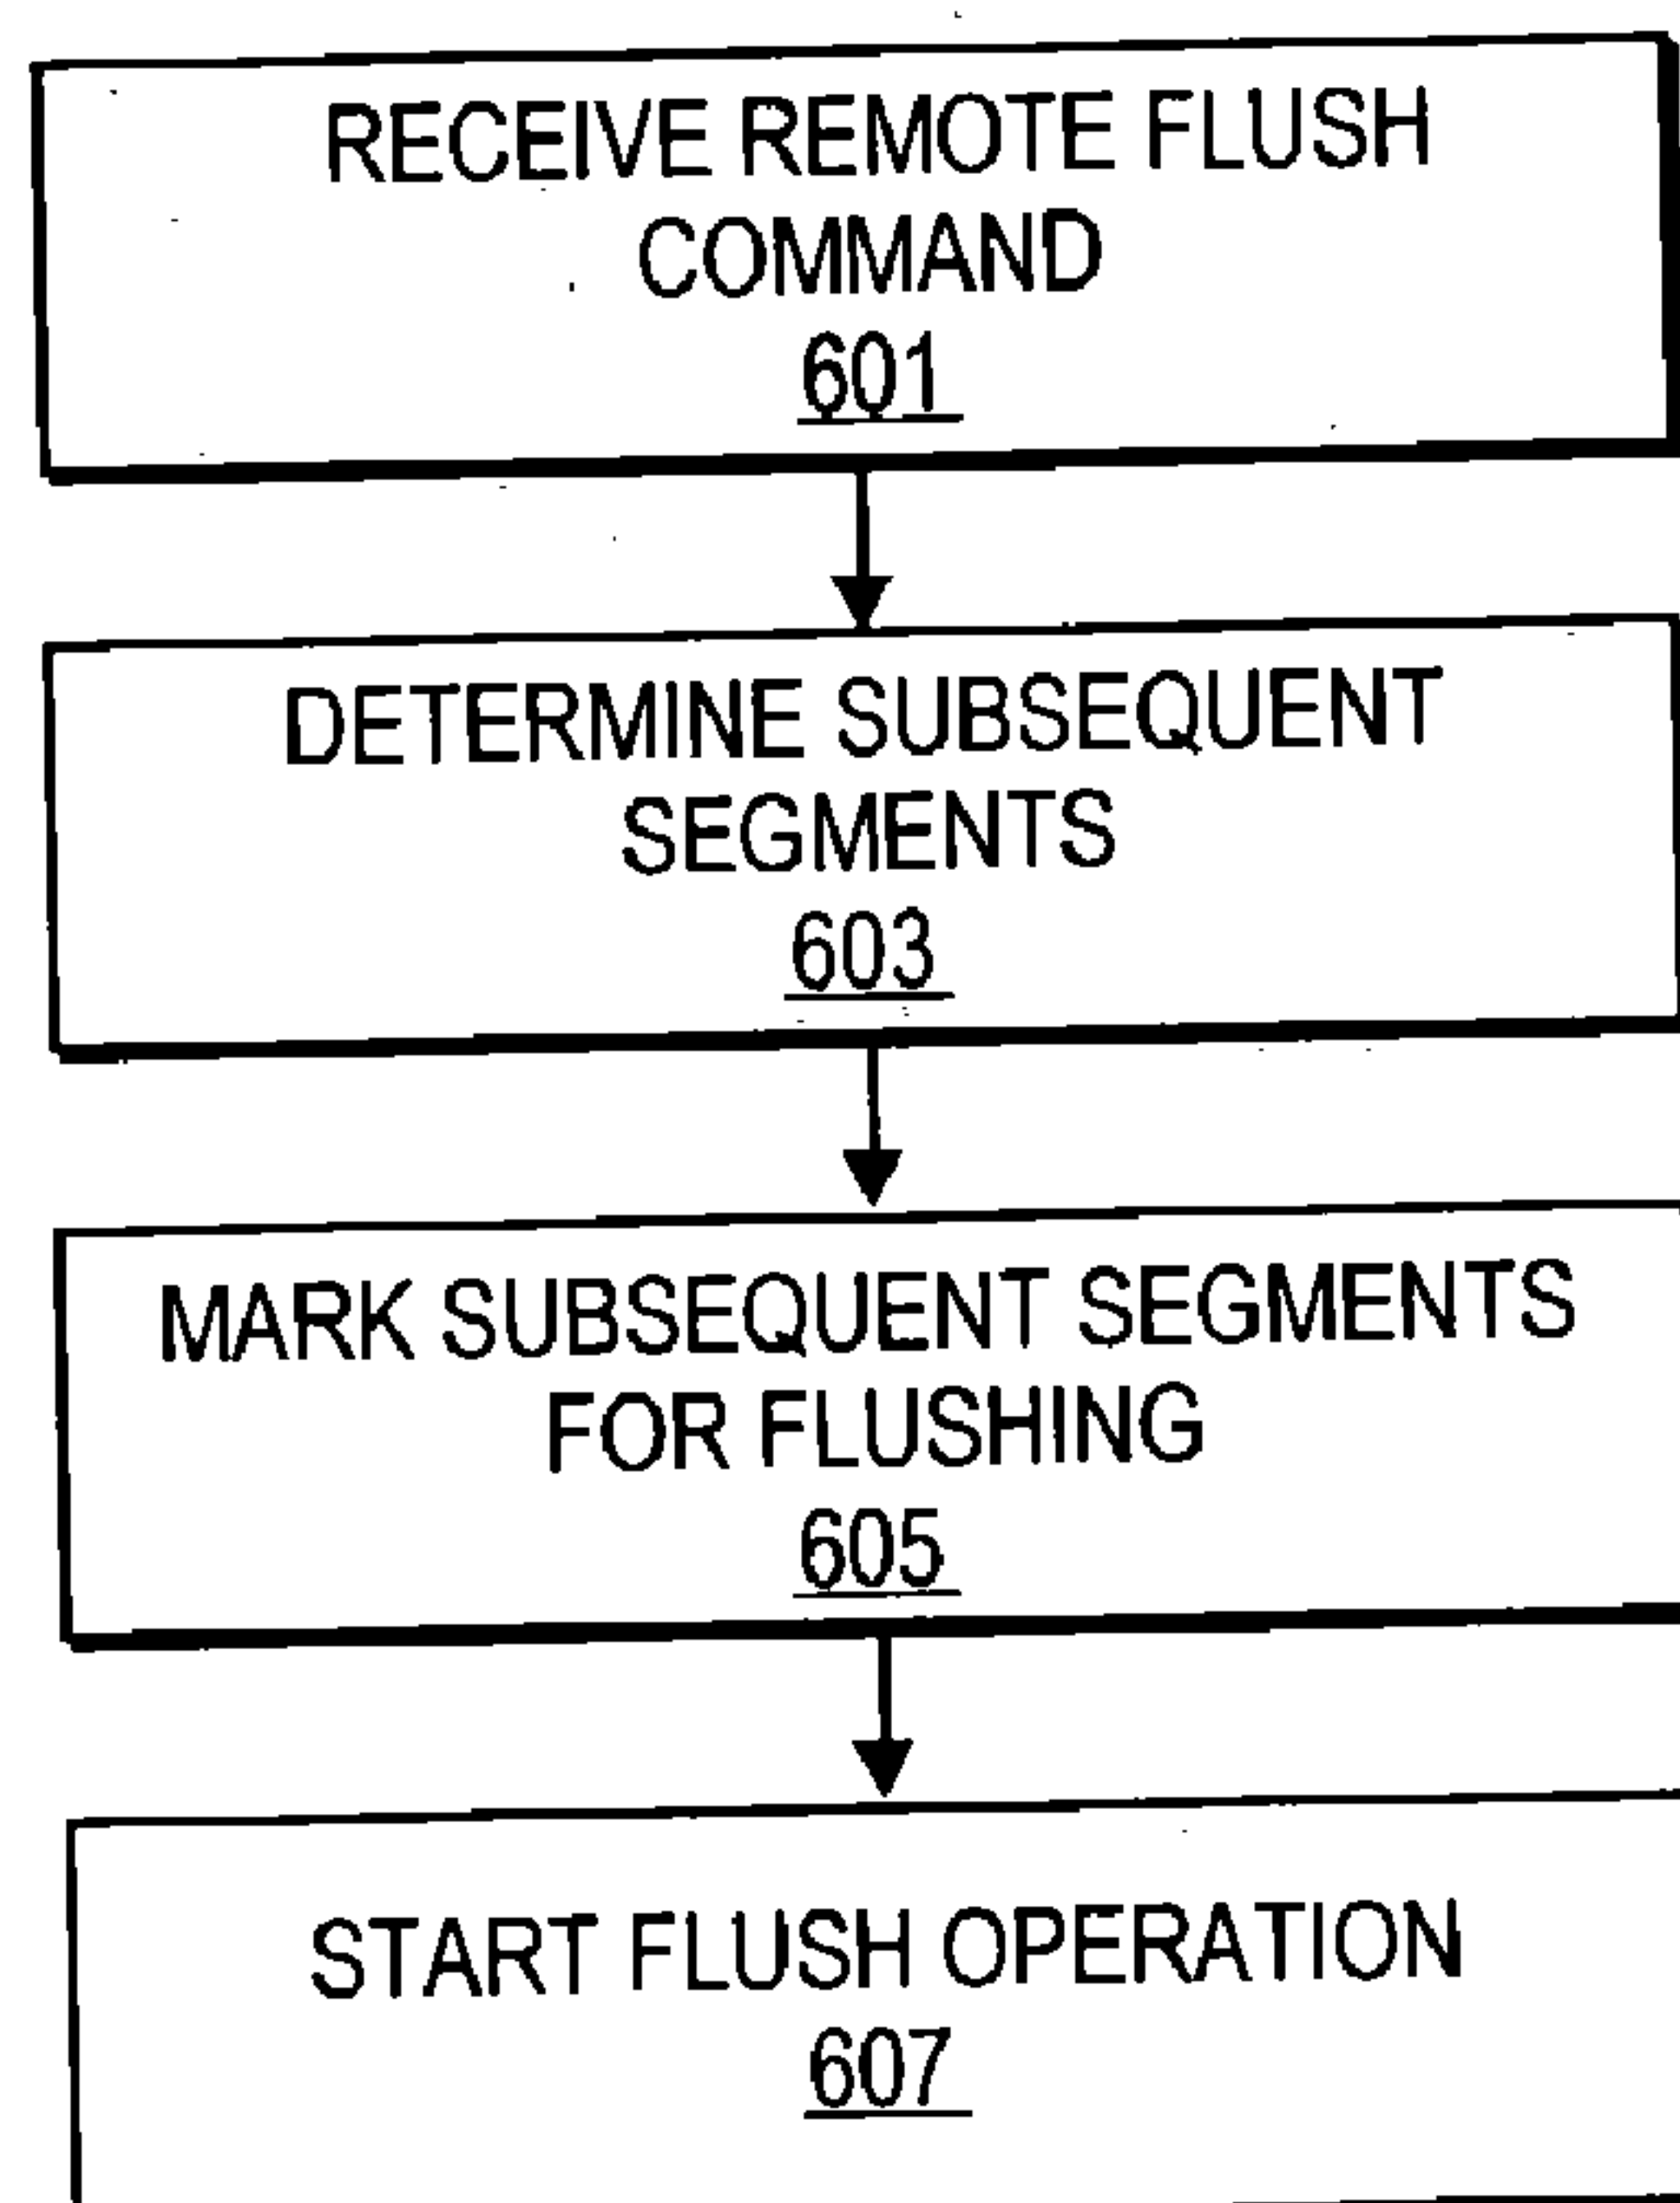 RECEIVE REMOTE FLUSH
COMMAND
601
DETERMINE SUBSEQUENT
SEGMENTS
603
MARK SUBSEQUENT SEGMENTS
FOR FLUSHING
605
START FLUSH OPERATION
607